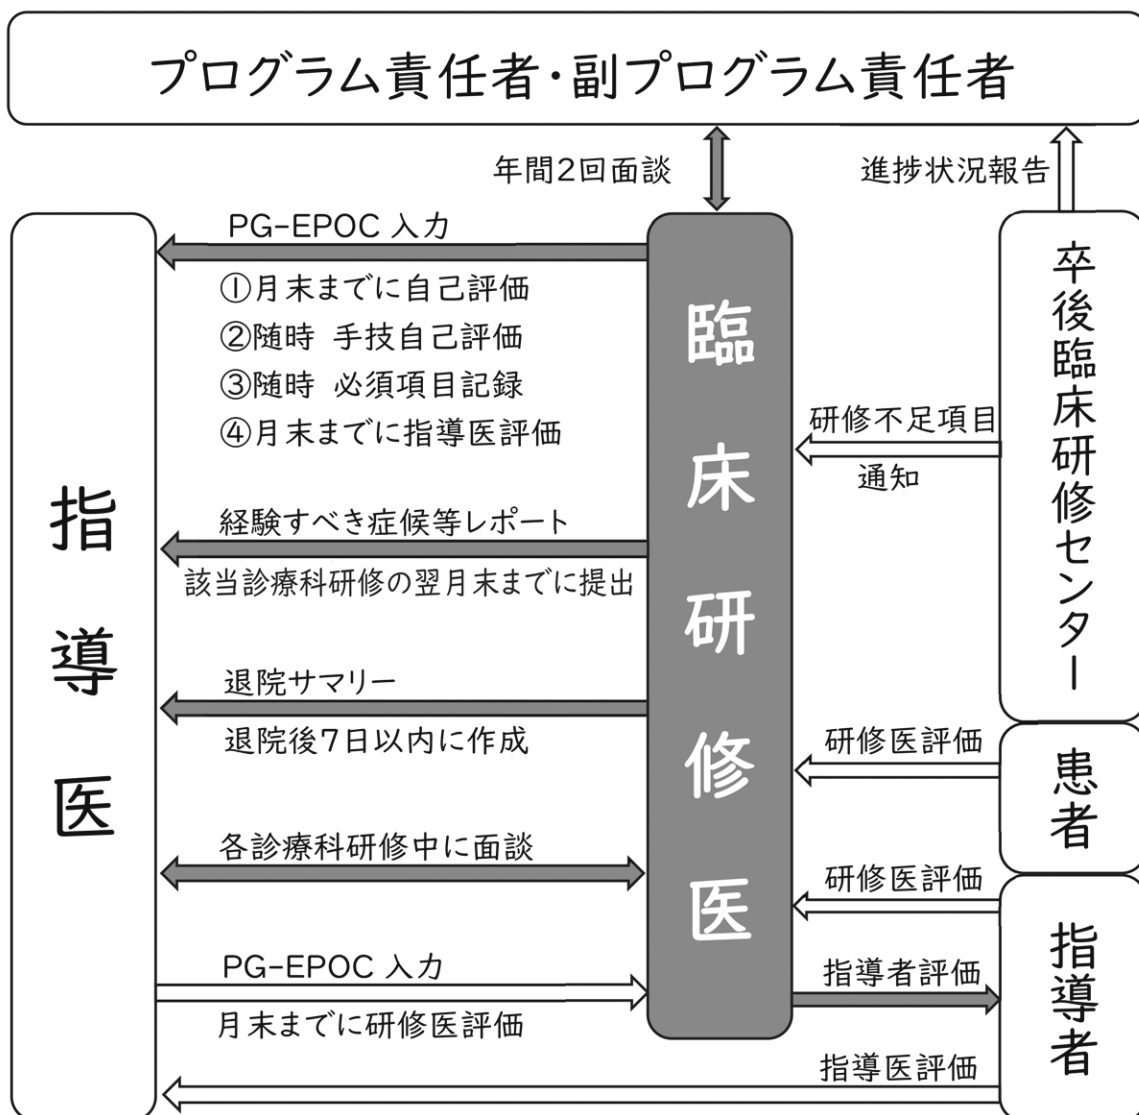 プログラム責任者・副プログラム責任者
年間2回面談
進捗状況報告
指導医
PG-EPOC 入力
①月末までに自己評価
②随時 手技自己評価
③随時 必須項目記録
④月末までに指導医評価
経験すべき症候等レポート
該当診療科研修の翌月末までに提出
退院サマリー
退院後7日以内に作成
各診療科研修中に面談
PG-EPOC 入力
月末までに研修医評価
臨床研修医
研修不足項目
通知
研修医評価
研修医評価
指導者評価
指導医評価
卒後臨床研修センター
患者
指導者